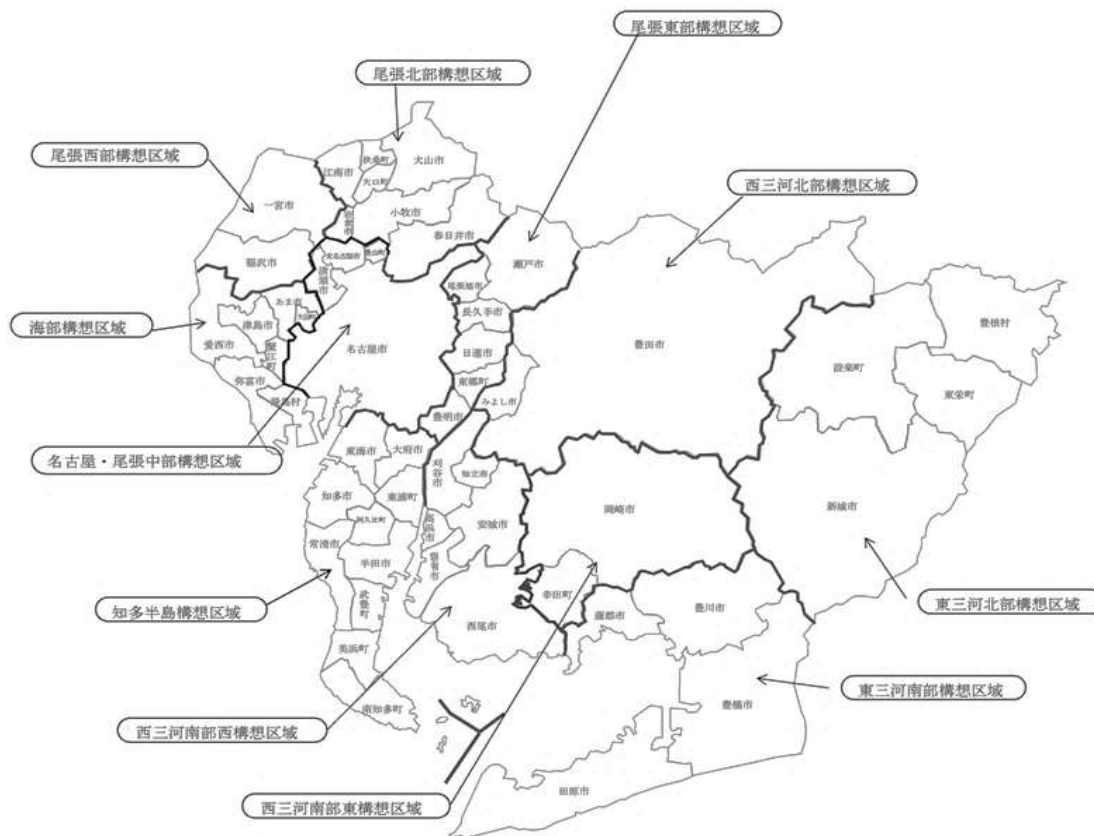 尾張東部構想区域
尾張北部構想区域
尾張西部構想区域
西三河北部構想区域
扶桑町
犬山市
江南市
大口町
一宮市
小牧市
岩倉市
春日井市
稲沢市
北名古屋市
豊山町
瀬戸市
清須市
尾張旭市
あま市
大治町
長久手市
海部構想区域
津島市
愛西市
蟹江町
名古屋市
日進市
豊田市
設楽町
豊根村
東栄町
弥富市
飛島村
東郷町
みよし市
豊明市
名古屋・尾張中部構想区域
東海市
大府市
刈谷市
知立市
知多市
東浦町
阿久比町
高浜市
安城市
岡崎市
新城市
常滑市
半田市
碧南市
知多半島構想区域
武豊町
幸田町
東三河北部構想区域
西尾市
蒲郡市
豊川市
美浜町
東三河南部構想区域
南知多町
豊橋市
西三河南部西構想区域
田原市
西三河南部東構想区域